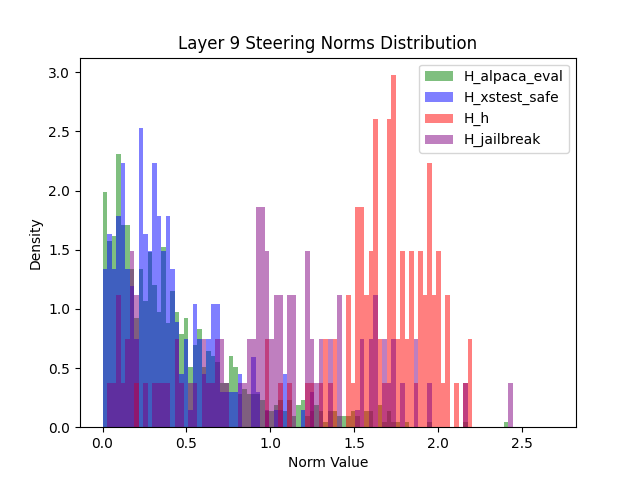 Layer 9 Steering Norms Distribution
H_alpaca_eval
H_xstest_safe
H_h
H_jailbreak
3.0
2.5
2.0
1.5
1.0
0.5
0.0
Density
0.0 0.5 1.0 1.5 2.0 2.5
Norm Value